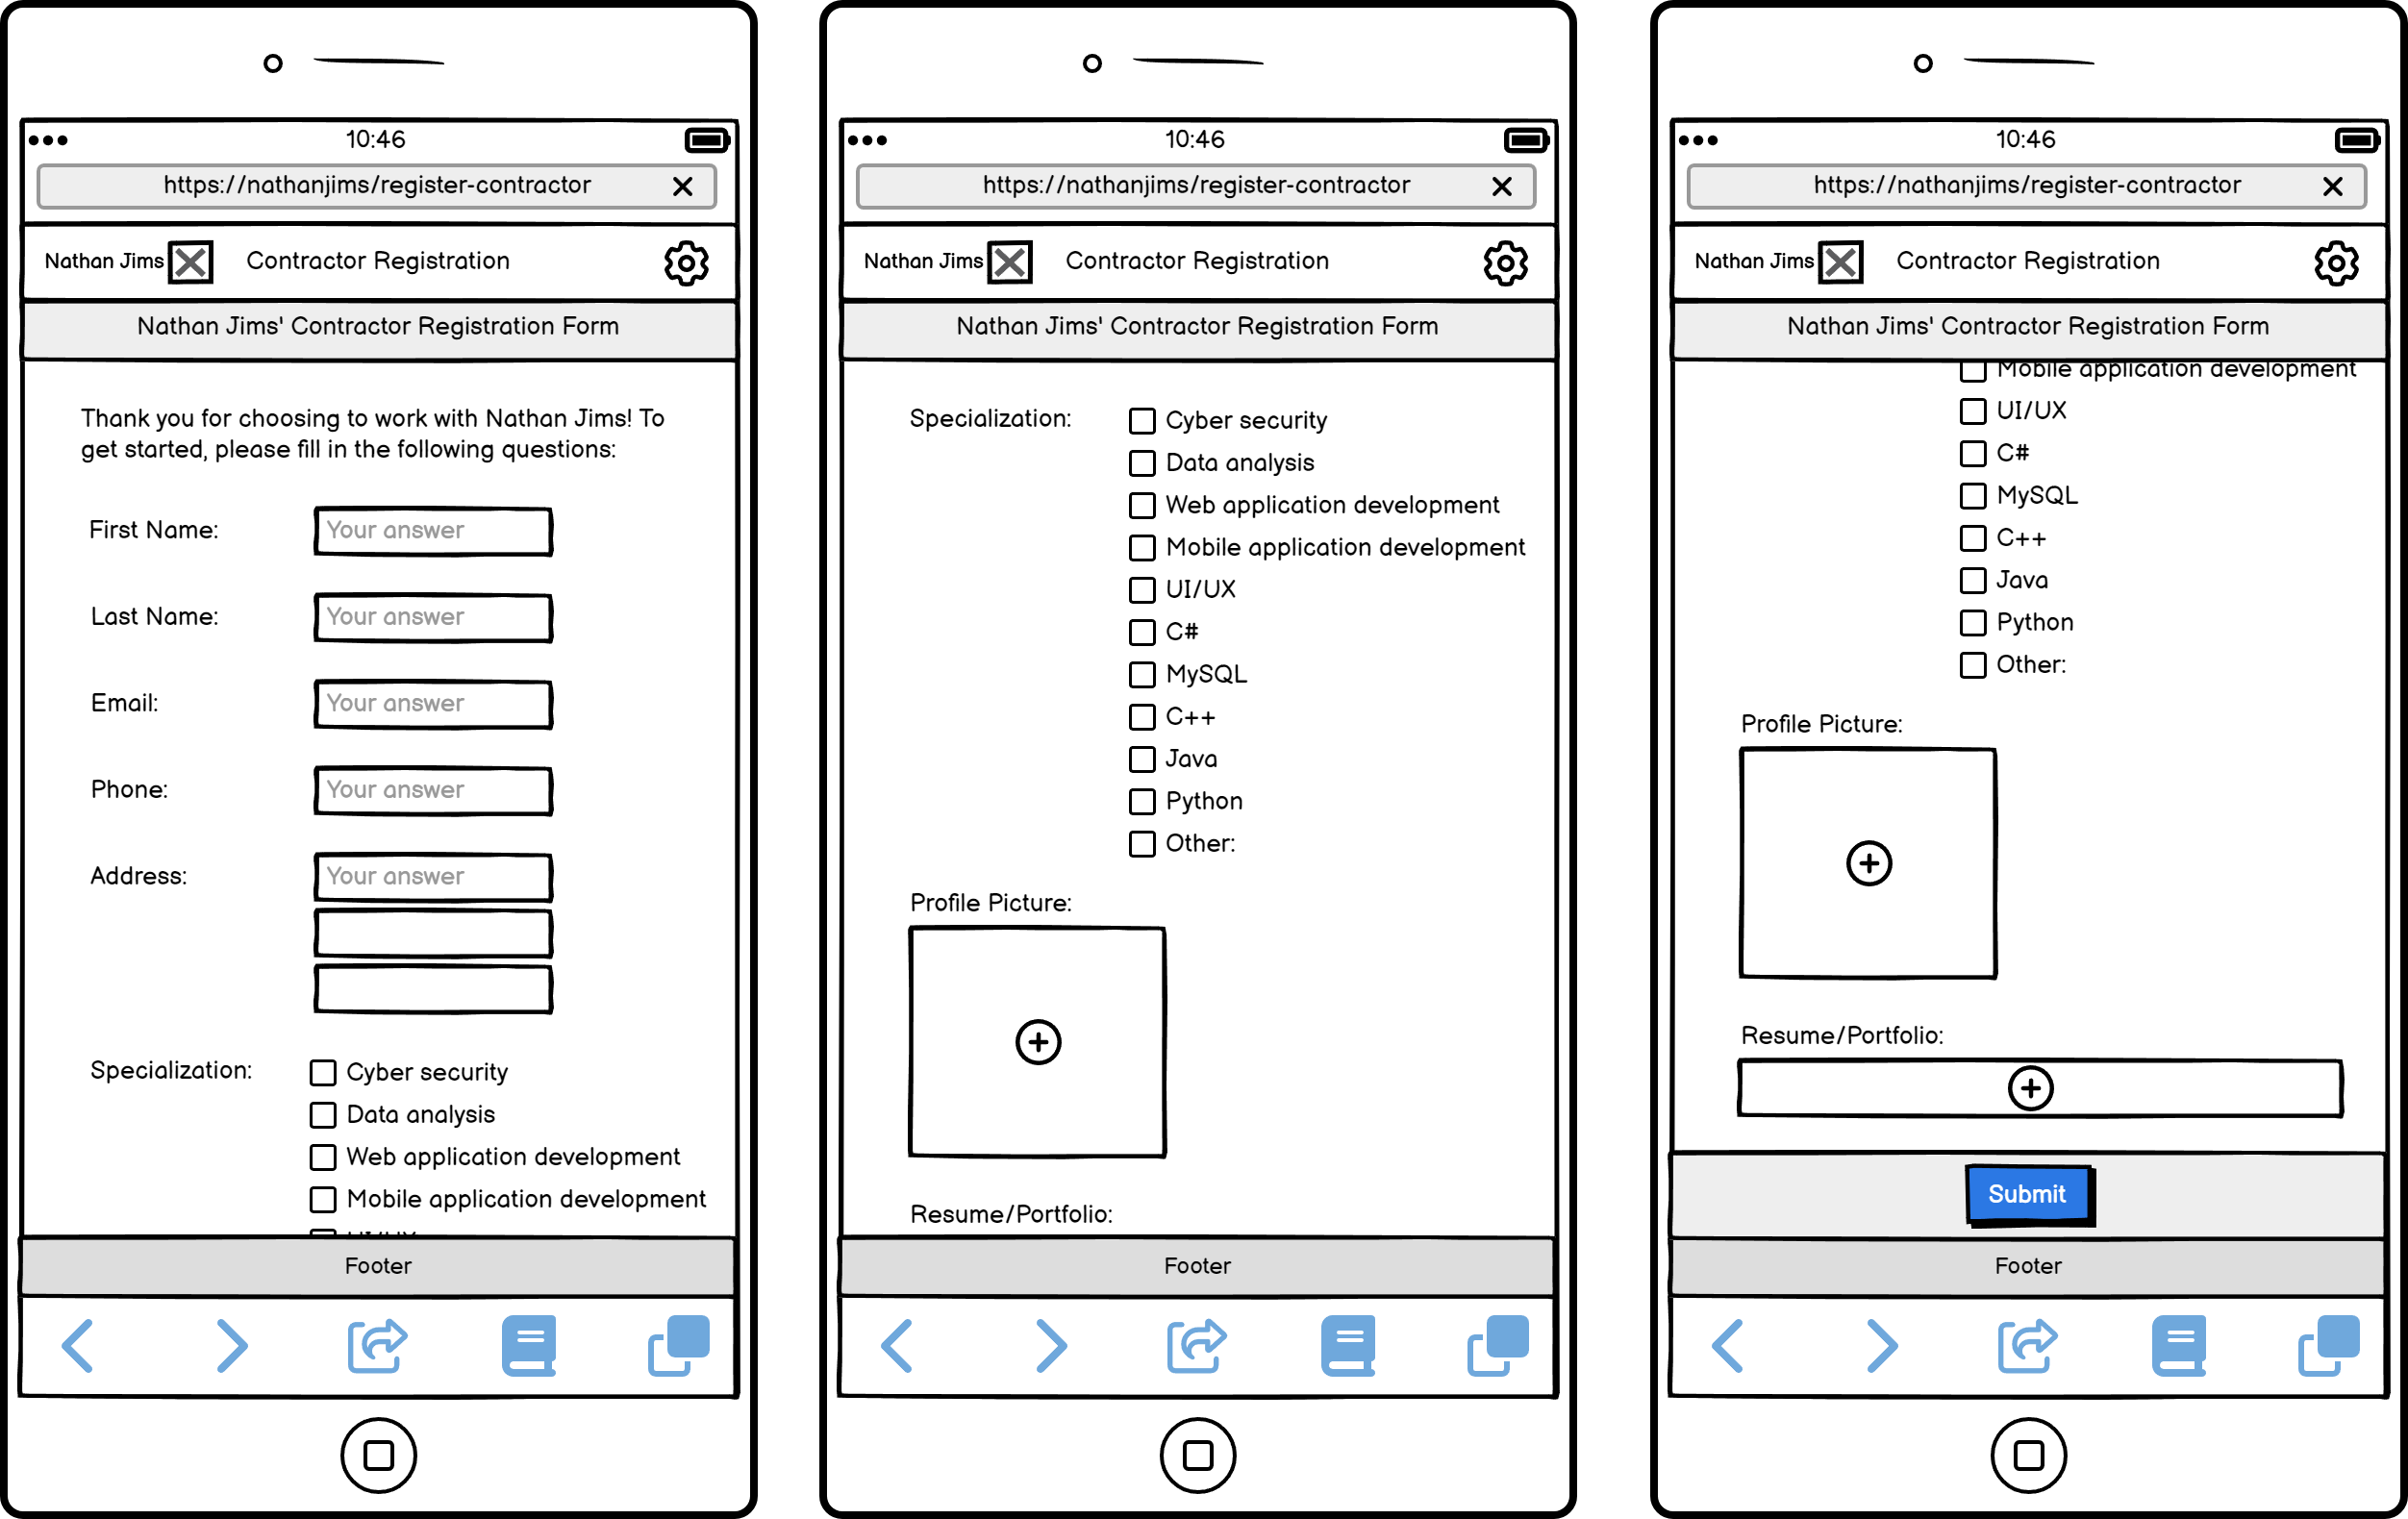 10:46
https://nathanjims/register-contractor
Nathan Jims
Contractor Registration
Nathan Jims' Contractor Registration Form
Thank you for choosing to work with Nathan Jims! To
get started, please fill in the following questions:
First Name:
Your answer
Last Name:
Your answer
Email:
Your answer
Phone:
Your answer
Address:
Your answer
Specialization:
Cyber security
Data analysis
Web application development
Mobile application development
UI/UX
Footer
10:46
https://nathanjims/register-contractor
Nathan Jims
Contractor Registration
Nathan Jims' Contractor Registration Form
Specialization:
Cyber security
Data analysis
Web application development
Mobile application development
UI/UX
C#
MySQL
C++
Java
Python
Other:
Profile Picture:
Resume/Portfolio:
Footer
10:46
https://nathanjims/register-contractor
Nathan Jims
Contractor Registration
Nathan Jims' Contractor Registration Form
Mobile application development
UI/UX
C#
MySQL
C++
Java
Python
Other:
Profile Picture:
Resume/Portfolio:
Submit
Footer